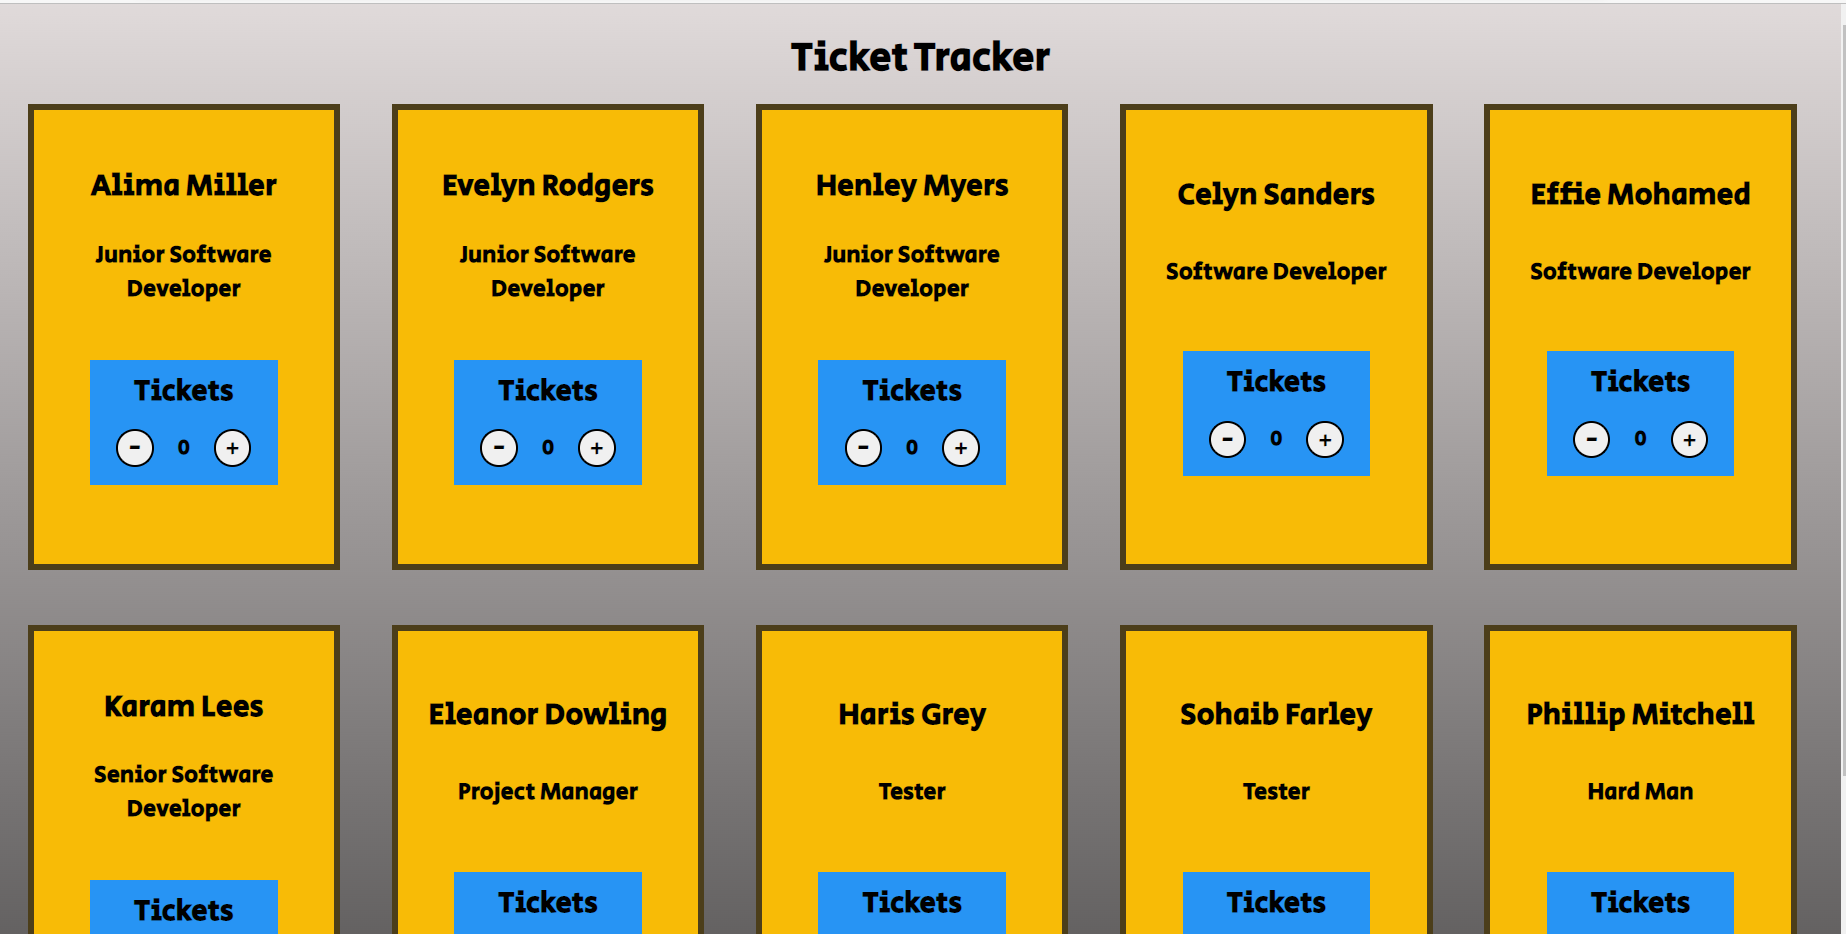 Ticket Tracker
Alima Miller
Junior Software
Developer
Tickets
- 0 +
Evelyn Rodgers
Junior Software
Developer
Tickets
- 0 +
Henley Myers
Junior Software
Developer
Tickets
- 0 +
Celyn Sanders
Software Developer
Tickets
- 0 +
Effie Mohamed
Software Developer
Tickets
- 0 +
Karam Lees
Senior Software
Developer
Tickets
Eleanor Dowling
Project Manager
Tickets
Haris Grey
Tester
Tickets
Sohaib Farley
Tester
Tickets
Phillip Mitchell
Hard Man
Tickets